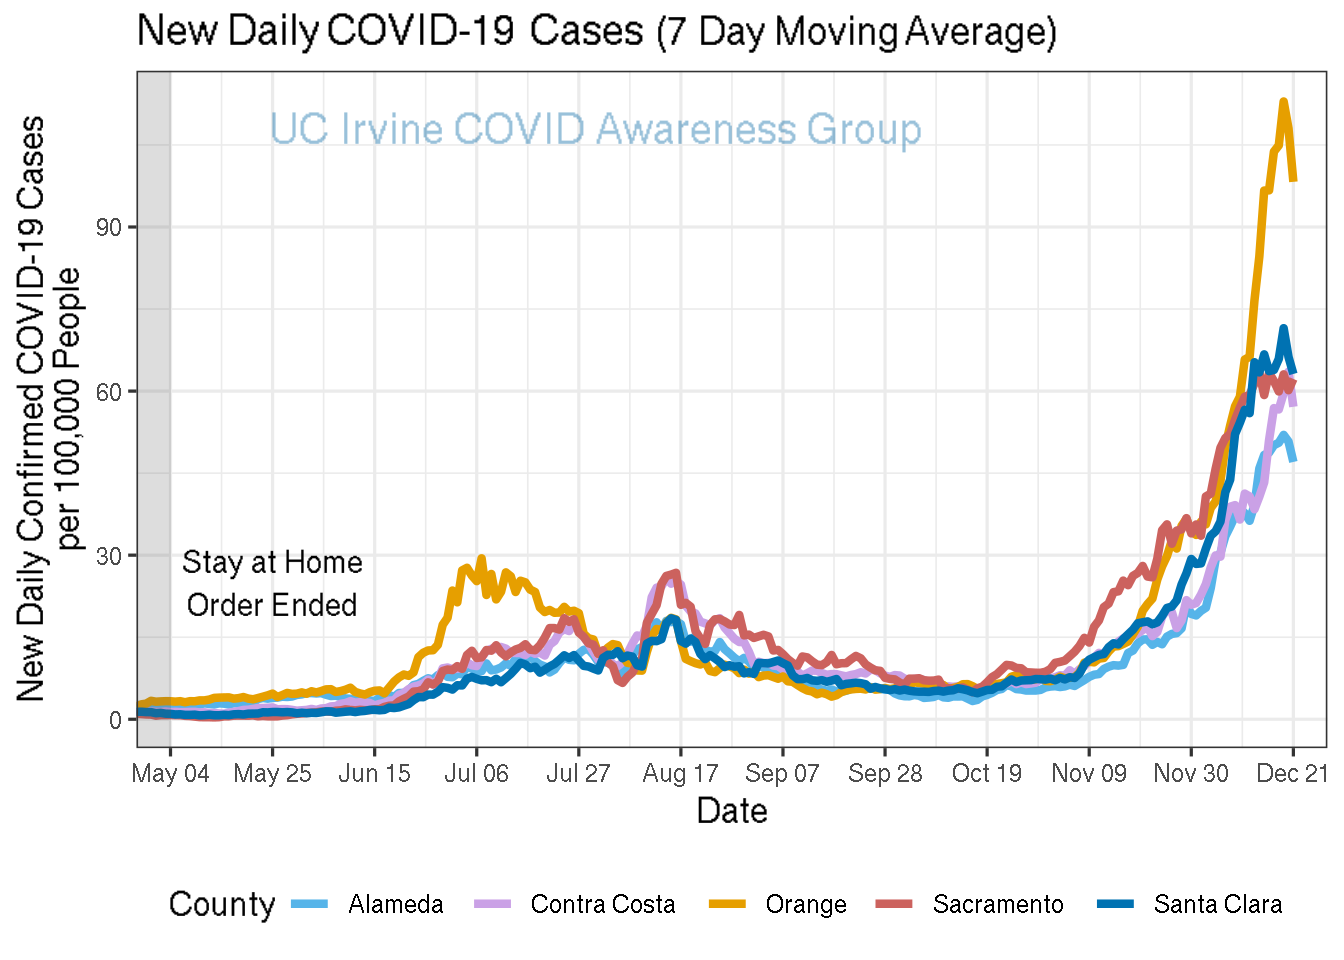 New Daily COVID-19 Cases (7 Day Moving Average)
UC Irvine COVID Awareness Group
New Daily Confirmed COVID-19 Cases
per 100,000 People
90
60
30
0
Stay at Home
Order Ended
May 04 May 25 Jun 15 Jul 06 Jul 27 Aug 17 Sep 07 Sep 28 Oct 19 Nov 09 Nov 30 Dec 21
Date
County Alameda Contra Costa Orange Sacramento Santa Clara